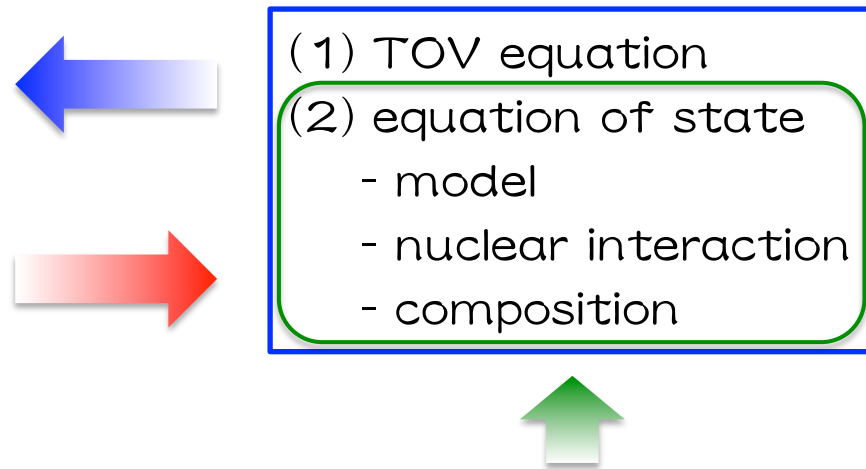 (1) TOV equation
(2) equation of state
- model
- nuclear interaction
- composition